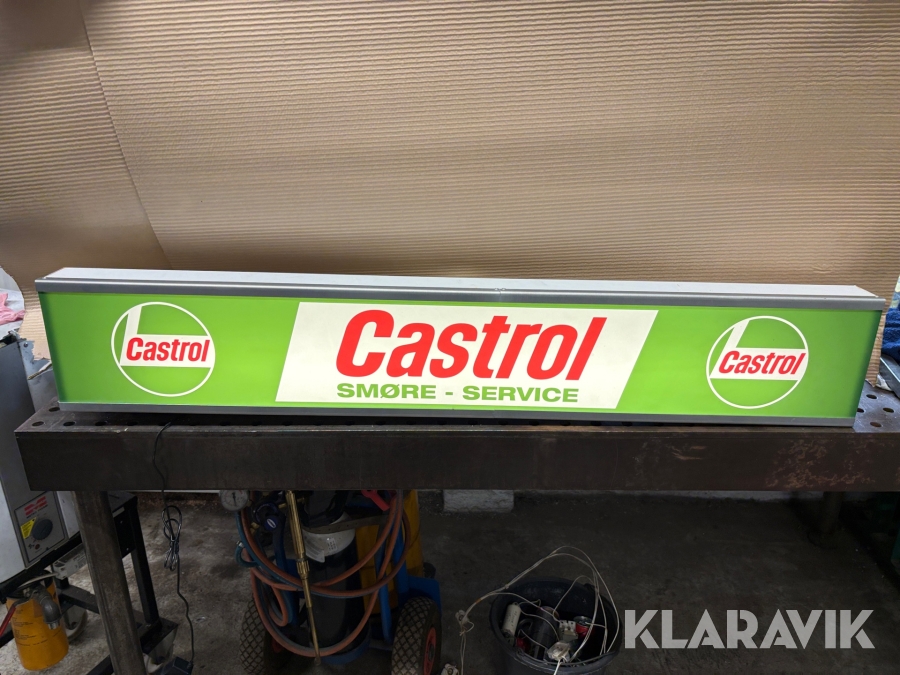 Castrol
Castrol
SMØRE - SERVICE
Castrol
KLARAVIK